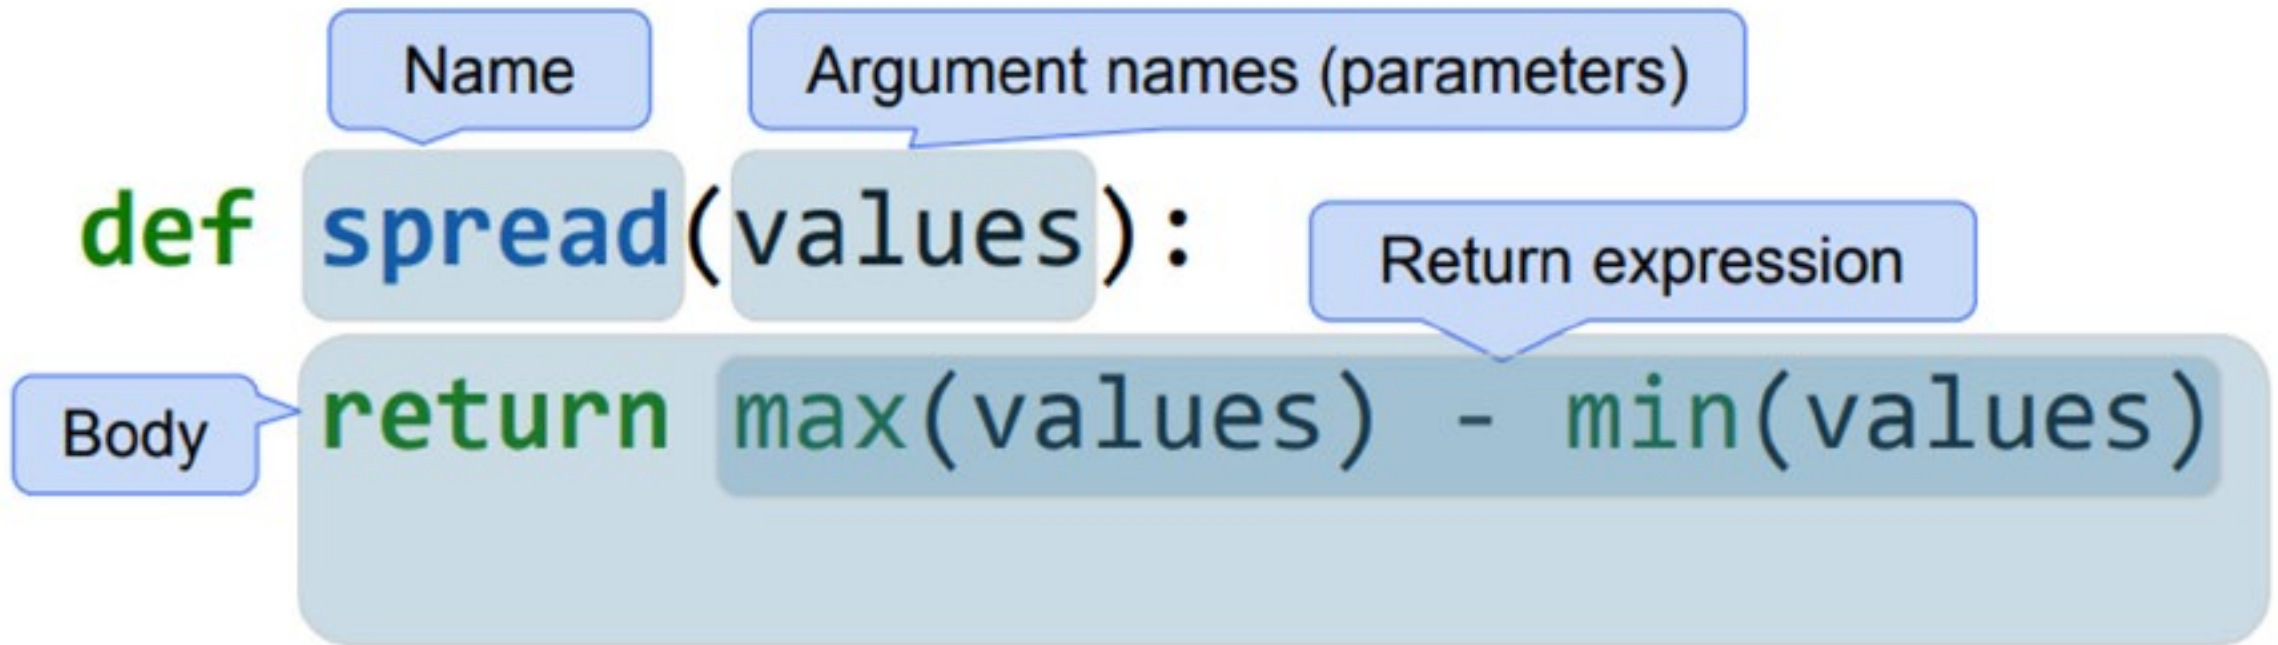 Name
Argument names (parameters)
def spread(values):
Return expression
Body
return max(values) - min(values)